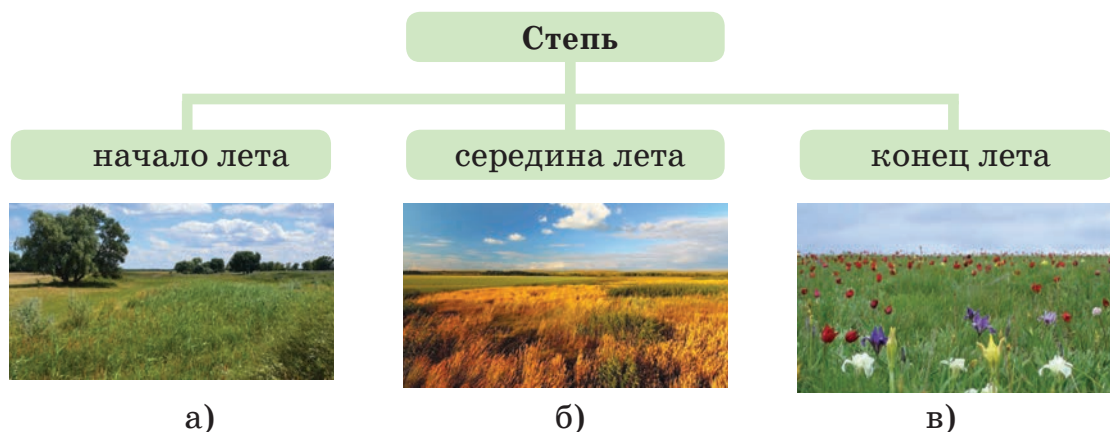 Степь
начало лета
середина лета
конец лета
а)
б)
в)